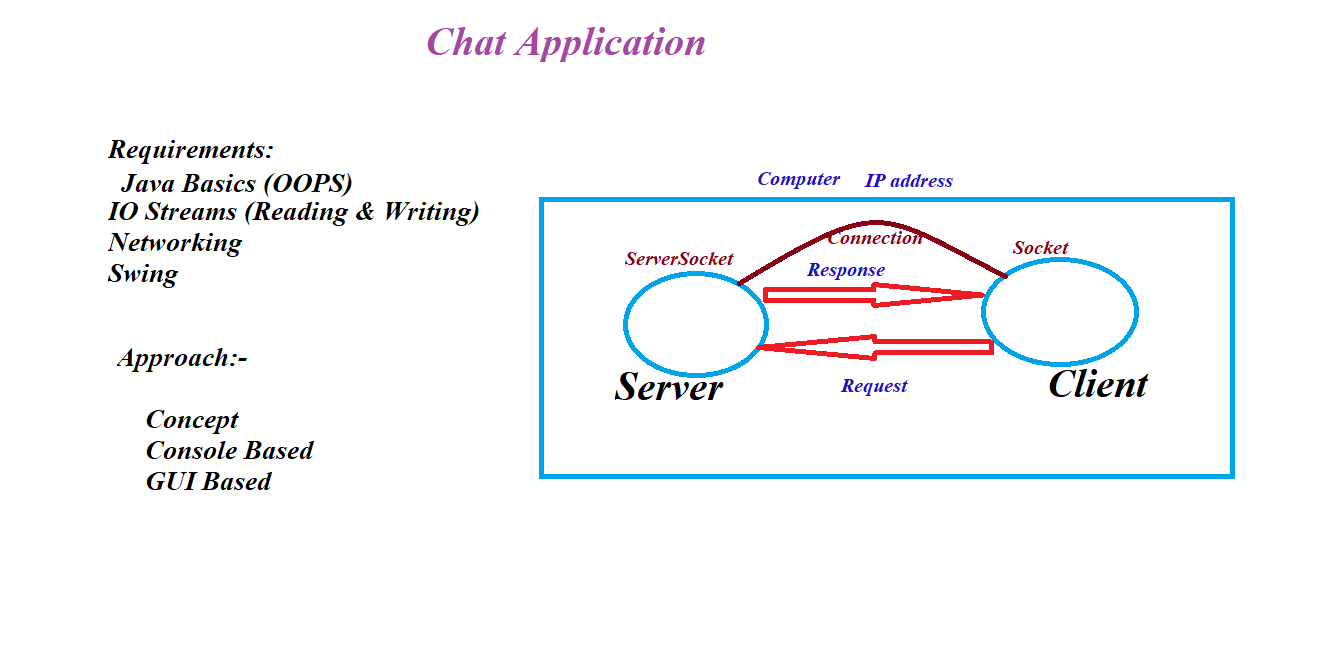 Chat Application
Requirements:
Java Basics (OOPS)
IO Streams (Reading & Writing)
Networking
Swing
Approach:-
Concept
Console Based
GUI Based
Computer IP address
Connection
ServerSocket
Socket
Response
Server
Client
Request